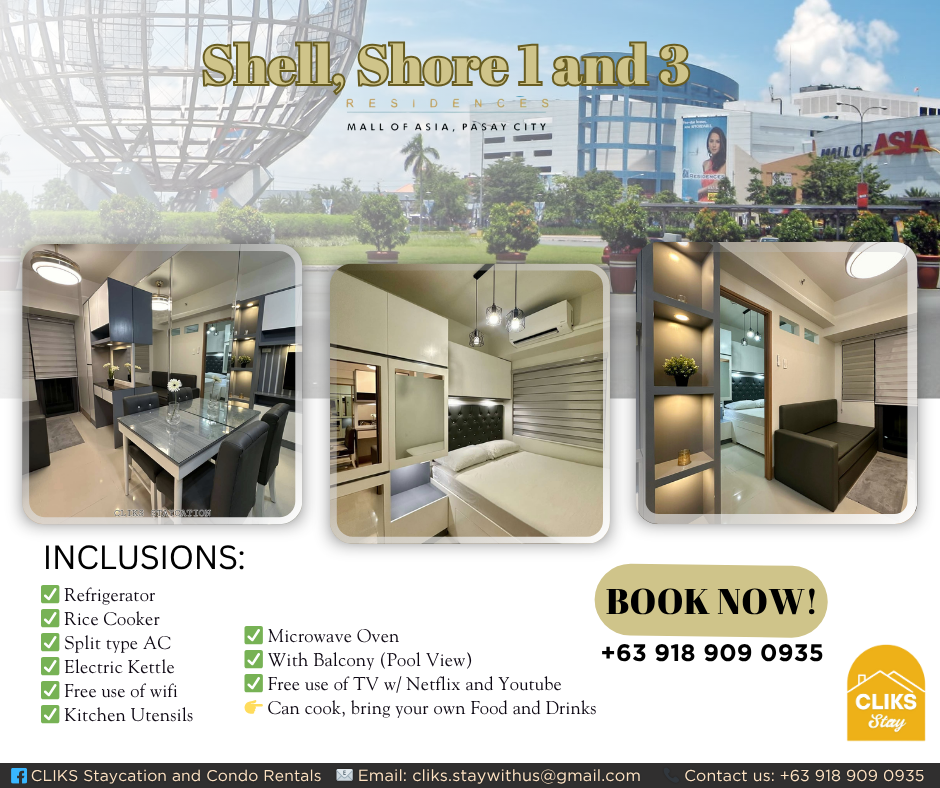 Shell, Shore 1 and 3
RESIDENCES
MALL OF ASIA, PASAY CITY
RESIDENCES
MALL OF ASIA
CLIKS STAYCATION
INCLUSIONS:
✅ Refrigerator
✅ Rice Cooker
✅ Split type AC
✅ Electric Kettle
✅ Free use of wifi
✅ Kitchen Utensils
✅ Microwave Oven
✅ With Balcony (Pool View)
✅ Free use of TV w/ Netflix and Youtube
👉 Can cook, bring your own Food and Drinks
BOOK NOW!
+63 918 909 0935
CLIKS
Stay
CLIKS Staycation and Condo Rentals
Email: cliks.staywithus@gmail.com
Contact us: +63 918 909 0935